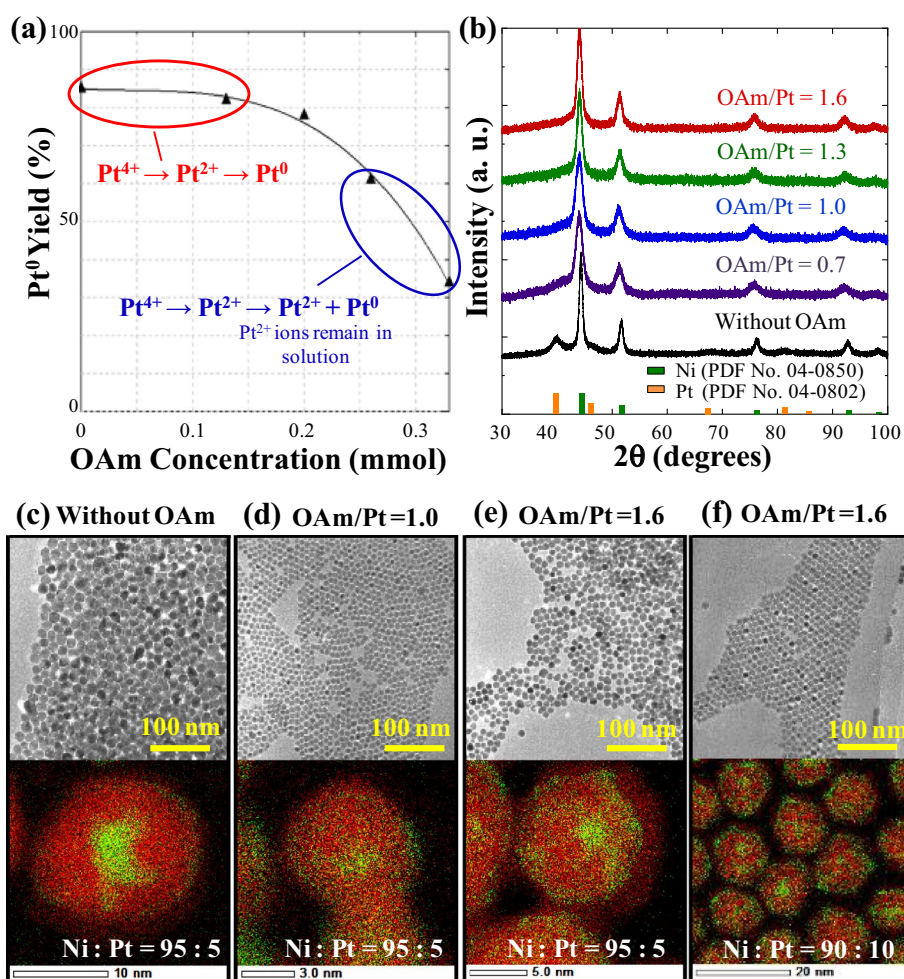 (a)
100
50
0
0
0.1
0.2
0.3
Pt⁰ Yield (%)
OAm Concentration (mmol)
Pt⁴⁺ → Pt²⁺ → Pt⁰
Pt⁴⁺ → Pt²⁺ → Pt²⁺ + Pt⁰
Pt²⁺ ions remain in
solution
(b)
Intensity (a. u.)
OAm/Pt = 1.6
OAm/Pt = 1.3
OAm/Pt = 1.0
OAm/Pt = 0.7
Without OAm
Ni (PDF No. 04-0850)
Pt (PDF No. 04-0802)
30 40 50 60 70 80 90 100
2θ (degrees)
(c) Without OAm
(d) OAm/Pt=1.0
(e) OAm/Pt=1.6
(f) OAm/Pt=1.6
100 nm
100 nm
100 nm
100 nm
Ni : Pt = 95 : 5
Ni : Pt = 95 : 5
Ni : Pt = 95 : 5
Ni : Pt = 90 : 10
10 nm
3.0 nm
5.0 nm
20 nm